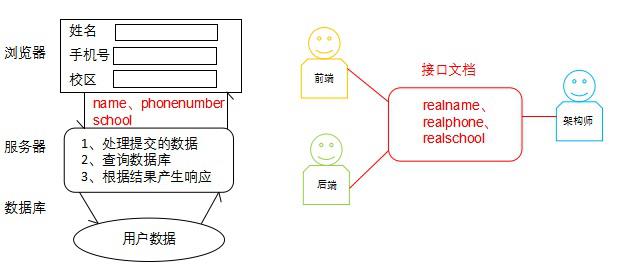 浏览器
姓名
手机号
校区
name、phonenumber
school
服务器
1、处理提交的数据
2、查询数据库
3、根据结果产生响应
数据库
用户数据
前端
后端
接口文档
realname、
realphone、
realschool
架构师